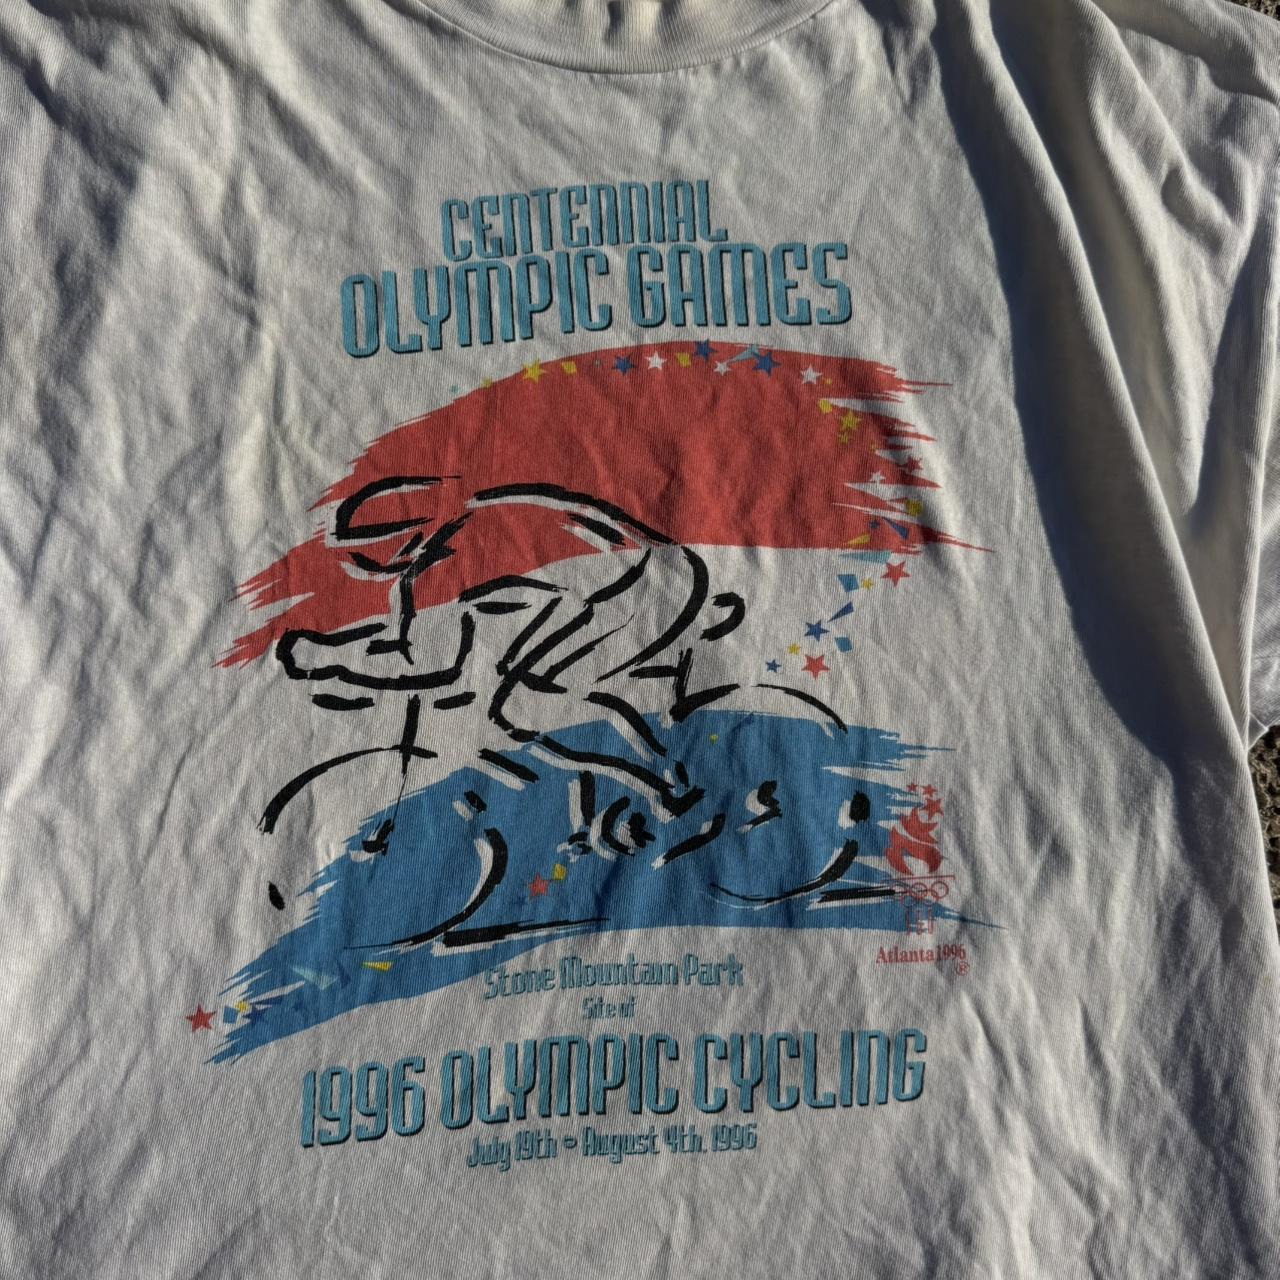 CENTENNIAL
OLYMPIC GAMES
Atlanta 1996
®
Stone Mountain Park
Site of
1996 OLYMPIC CYCLING
July 19th - August 4th, 1996